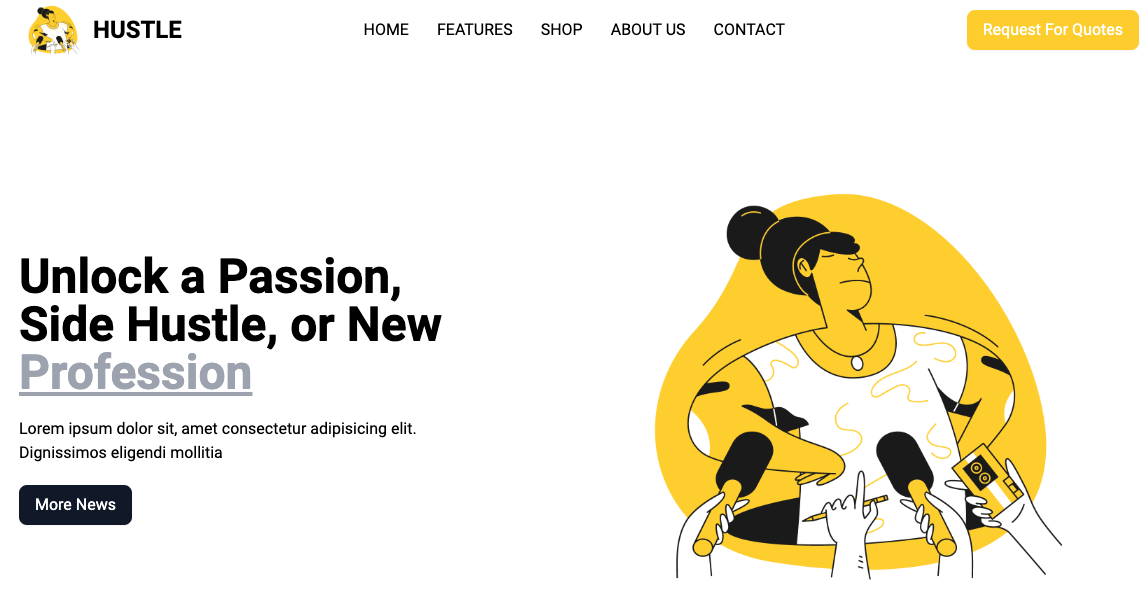 HUSTLE
HOME FEATURES SHOP ABOUT US CONTACT
Request For Quotes
Unlock a Passion,
Side Hustle, or New
Profession
Lorem ipsum dolor sit, amet consectetur adipisicing elit.
Dignissimos eligendi mollitia
More News